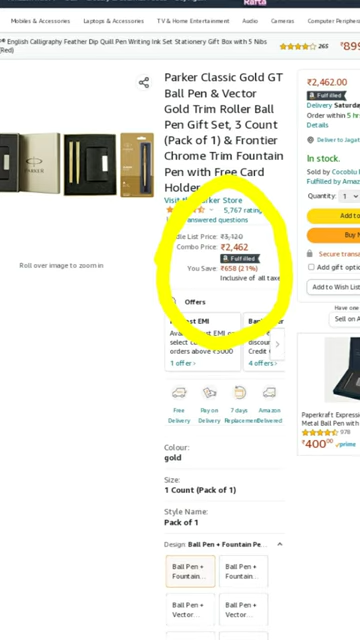 Mobiles & Accessories Laptops & Accessories TV & Home Entertainment Audio Cameras Computer Peripherals
English Calligraphy Feather Dip Quill Pen Writing Ink Set Stationery Gift Box with 5 Nibs
(Red)
265
₹899
Parker Classic Gold GT
Ball Pen & Vector
Gold Trim Roller Ball
Pen Gift Set, 3 Count
(Pack of 1) & Frontier
Chrome Trim Fountain
Pen with Free Card
Holder
Visit the Parker Store
5,767 ratings
answered questions
List Price: ₹3,120
Combo Price: ₹2,462
Fulfilled
You Save: ₹658 (21%)
Inclusive of all taxes
Roll over image to zoom in
PARKER
Offers
EMI
select
orders above ₹3000
1 offer ›
Credit
4 offers ›
Free
Delivery
Pay on
Delivery
7 days
Replacement
Amazon
Delivered
Colour:
gold
Size:
1 Count (Pack of 1)
Style Name:
Pack of 1
Design: Ball Pen + Fountain Pe...
Ball Pen +
Fountain...
Ball Pen +
Fountain...
Ball Pen +
Vector...
Ball Pen +
Vector...
₹2,462.00
Fulfilled
Delivery Saturda
Order within 5 hr
Details
Deliver to Jagat
In stock.
Sold by Cocoblu
Fulfilled by Amaz
Quantity: 1
Add to
Buy N
Secure transa
Add gift optio
Add to Wish List
Have one
Sell on A
Paperkraft Expressi
Metal Ball Pen with
978
₹400.00 prime